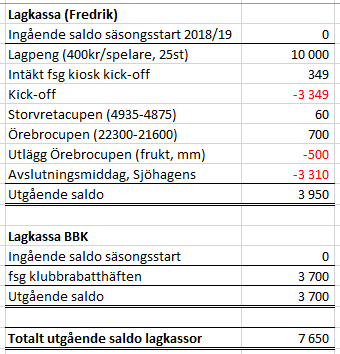 Lagkassa (Fredrik)
Ingående saldo säsongsstart 2018/19 0
Lagpeng (400kr/spelare, 25st) 10 000
Intäkt fsg kiosk kick-off 349
Kick-off -3 349
Storvretacupen (4935-4875) 60
Örebrocupen (22300-21600) 700
Utlägg Örebrocupen (frukt, mm) -500
Avslutningsmiddag, Sjöhagens -3 310
Utgående saldo 3 950
Lagkassa BBK
Ingående saldo säsongsstart 0
fsg klubbrabatthäften 3 700
Utgående saldo 3 700
Totalt utgående saldo lagkassor 7 650